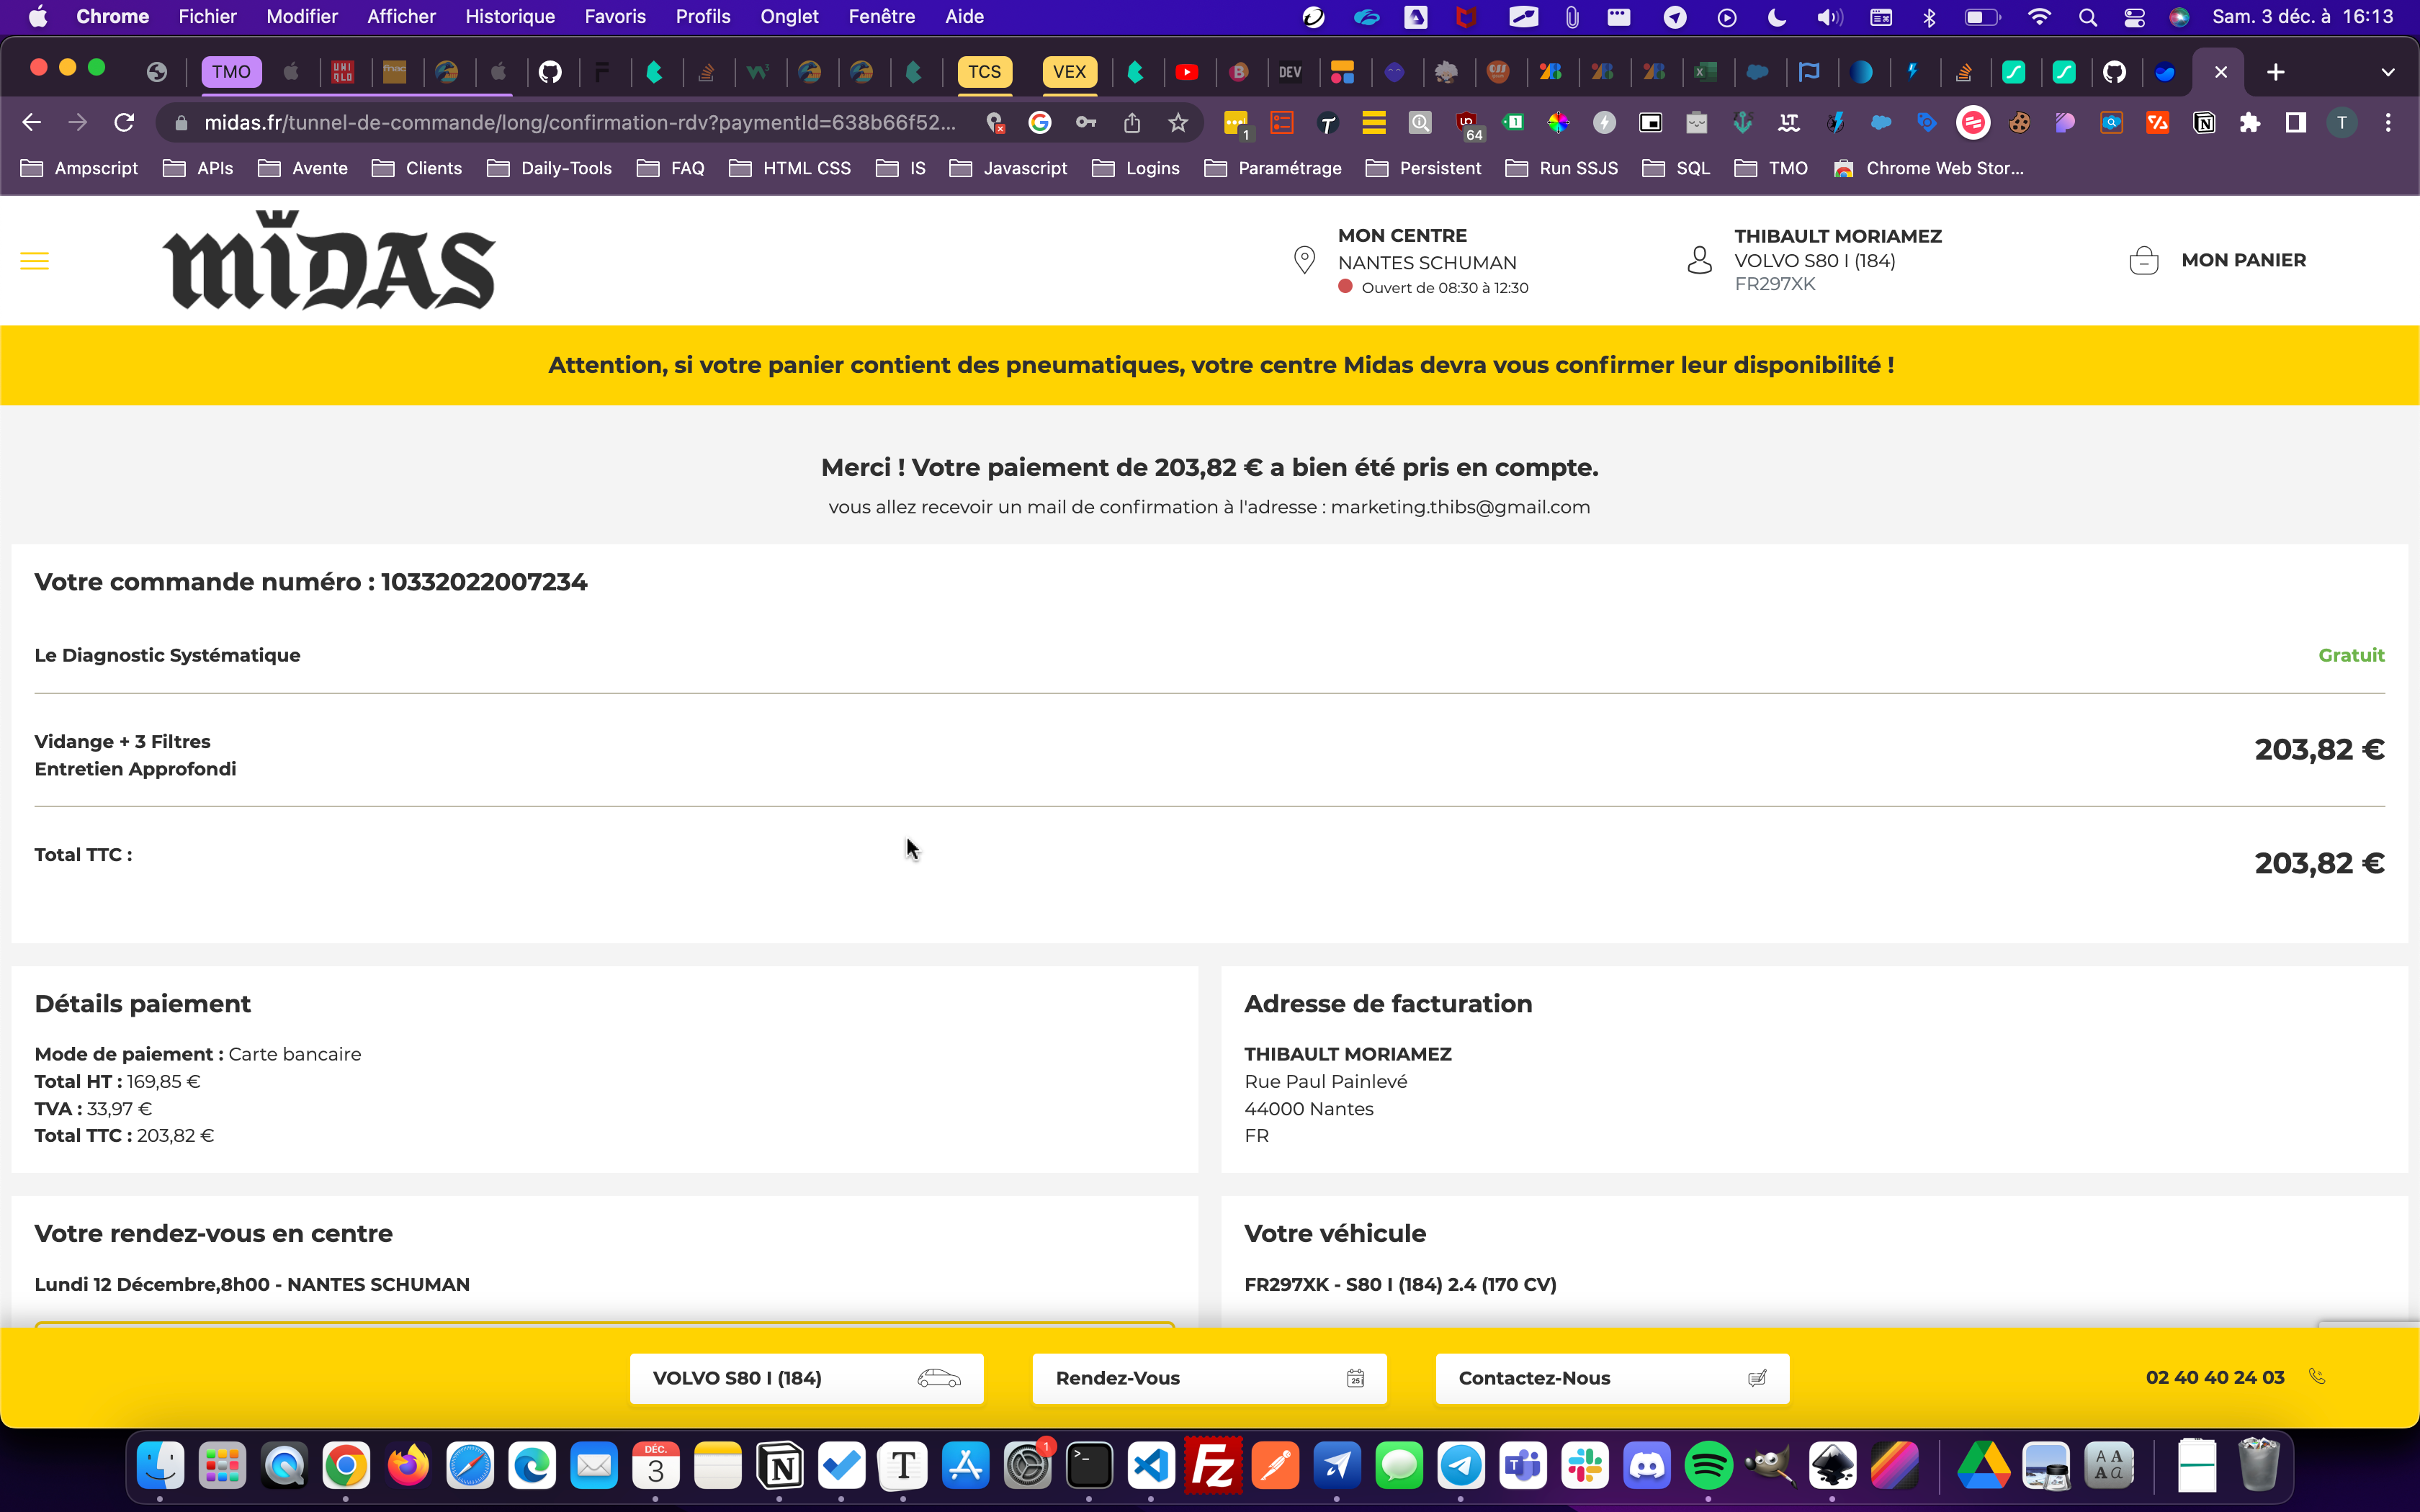 Chrome Fichier Modifier Afficher Historique Favoris Profils Onglet Fenêtre Aide Sam. 3 déc. à 16:13
TMO TCS VEX DEV
midas.fr/tunnel-de-commande/long/confirmation-rdv?paymentId=638b66f52... 1 64 T
Ampscript APIs Avente Clients Daily-Tools FAQ HTML CSS IS Javascript Logins Paramétrage Persistent Run SSJS SQL TMO Chrome Web Stor...
MIDAS
MON CENTRE
NANTES SCHUMAN
Ouvert de 08:30 à 12:30
THIBAULT MORIAMEZ
VOLVO S80 I (184)
FR297XK
MON PANIER
Attention, si votre panier contient des pneumatiques, votre centre Midas devra vous confirmer leur disponibilité !
Merci ! Votre paiement de 203,82 € a bien été pris en compte.
vous allez recevoir un mail de confirmation à l'adresse : marketing.thibs@gmail.com
Votre commande numéro : 10332022007234
Le Diagnostic Systématique Gratuit
Vidange + 3 Filtres
Entretien Approfondi
203,82 €
Total TTC : 203,82 €
Détails paiement
Mode de paiement : Carte bancaire
Total HT : 169,85 €
TVA : 33,97 €
Total TTC : 203,82 €
Adresse de facturation
THIBAULT MORIAMEZ
Rue Paul Painlevé
44000 Nantes
FR
Votre rendez-vous en centre
Lundi 12 Décembre,8h00 - NANTES SCHUMAN
Votre véhicule
FR297XK - S80 I (184) 2.4 (170 CV)
VOLVO S80 I (184) Rendez-Vous Contactez-Nous 02 40 40 24 03
DÉC.
3
1